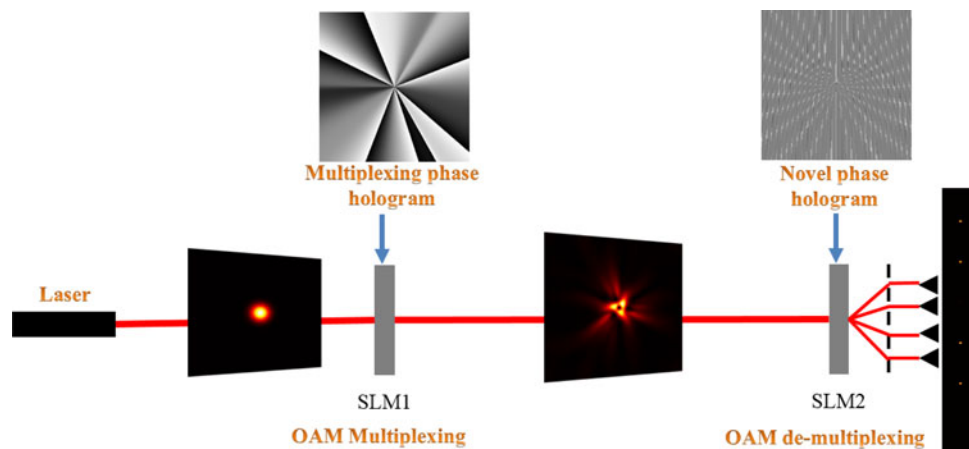 Multiplexing phase
hologram
Novel phase
hologram
Laser
SLM1
SLM2
OAM Multiplexing
OAM de-multiplexing